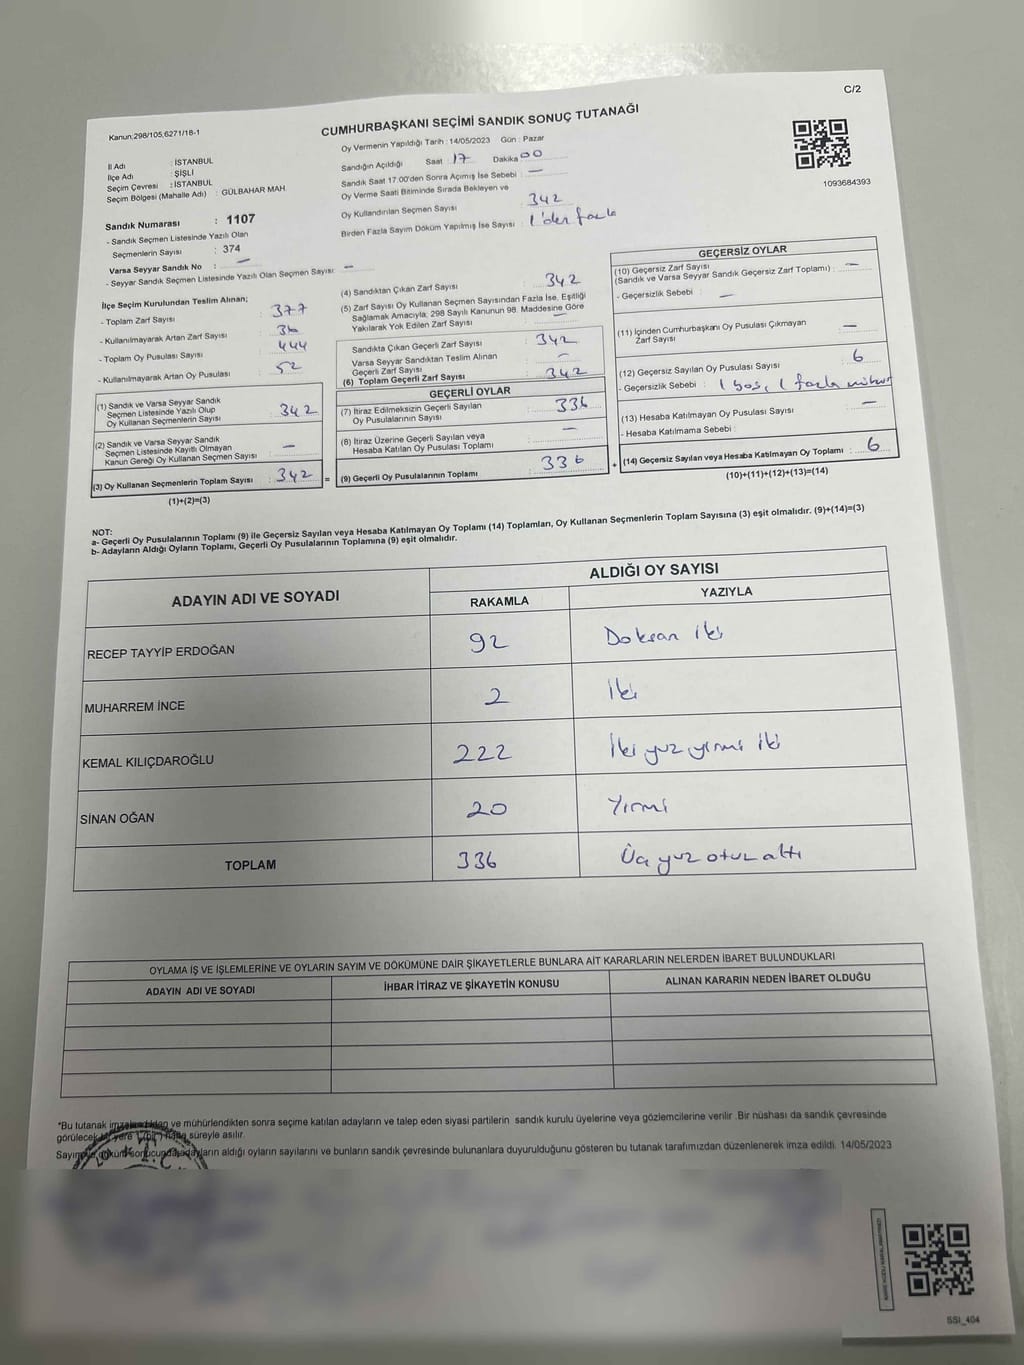 C/2
Kanun:298/105,6271/18-1
CUMHURBAŞKANI SEÇİMİ SANDIK SONUÇ TUTANAĞI
Oy Vermenin Yapıldığı Tarih : 14/05/2023 Gün : Pazar
İl Adı : İSTANBUL
İlçe Adı : ŞİŞLİ
Seçim Çevresi : İSTANBUL
Seçim Bölgesi (Mahalle Adı) : GÜLBAHAR MAH.
Sandığın Açıldığı Saat : 17 Dakika : 00
Sandık Saat 17.00'den Sonra Açılmış İse Sebebi : —
Oy Verme Saati Bitiminde Sırada Bekleyen ve
Oy Kullandırılan Seçmen Sayısı : 342
Birden Fazla Sayım Döküm Yapılmış İse Sayısı : 1'den fazla
1093684393
Sandık Numarası : 1107
- Sandık Seçmen Listesinde Yazılı Olan
Seçmenlerin Sayısı : 374
Varsa Seyyar Sandık No : —
- Seyyar Sandık Seçmen Listesinde Yazılı Olan Seçmen Sayısı: —
İlçe Seçim Kurulundan Teslim Alınan;
- Toplam Zarf Sayısı : 377
- Kullanılmayarak Artan Zarf Sayısı : 36
- Toplam Oy Pusulası Sayısı : 444
- Kullanılmayarak Artan Oy Pusulası : 52
(1) Sandık ve Varsa Seyyar Sandık
Seçmen Listesinde Yazılı Olup
Oy Kullanan Seçmenlerin Sayısı : 342
(2) Sandık ve Varsa Seyyar Sandık
Seçmen Listesinde Kayıtlı Olmayan
Kanun Gereği Oy Kullanan Seçmen Sayısı : —
(3) Oy Kullanan Seçmenlerin Toplam Sayısı : 342 =
(1)+(2)=(3)
(4) Sandıktan Çıkan Zarf Sayısı : 342
(5) Zarf Sayısı Oy Kullanan Seçmen Sayısından Fazla İse, Eşitliği
Sağlamak Amacıyla; 298 Sayılı Kanunun 98. Maddesine Göre
Yakılarak Yok Edilen Zarf Sayısı : —
Sandıkta Çıkan Geçerli Zarf Sayısı : 342
Varsa Seyyar Sandıktan Teslim Alınan
Geçerli Zarf Sayısı : —
(6) Toplam Geçerli Zarf Sayısı : 342
GEÇERLİ OYLAR
(7) İtiraz Edilmeksizin Geçerli Sayılan
Oy Pusulalarının Sayısı : 336
(8) İtiraz Üzerine Geçerli Sayılan veya
Hesaba Katılan Oy Pusulası Toplamı : —
(9) Geçerli Oy Pusulalarının Toplamı : 336 +
GEÇERSİZ OYLAR
(10) Geçersiz Zarf Sayısı
(Sandık ve Varsa Seyyar Sandık Geçersiz Zarf Toplamı) : —
- Geçersizlik Sebebi : —
(11) İçinden Cumhurbaşkanı Oy Pusulası Çıkmayan
Zarf Sayısı : —
(12) Geçersiz Sayılan Oy Pusulası Sayısı : 6
- Geçersizlik Sebebi : 1 boş, 1 fazla mühür
(13) Hesaba Katılmayan Oy Pusulası Sayısı : —
- Hesaba Katılmama Sebebi :
(14) Geçersiz Sayılan veya Hesaba Katılmayan Oy Toplamı : 6
(10)+(11)+(12)+(13)=(14)
NOT:
a- Geçerli Oy Pusulalarının Toplamı (9) ile Geçersiz Sayılan veya Hesaba Katılmayan Oy Toplamı (14) Toplamları, Oy Kullanan Seçmenlerin Toplam Sayısına (3) eşit olmalıdır. (9)+(14)=(3)
b- Adayların Aldığı Oyların Toplamı, Geçerli Oy Pusulalarının Toplamına (9) eşit olmalıdır.
ADAYIN ADI VE SOYADI
ALDIĞI OY SAYISI
RAKAMLA YAZIYLA
RECEP TAYYİP ERDOĞAN 92 Doksan iki
MUHARREM İNCE 2 İki
KEMAL KILIÇDAROĞLU 222 İki yüz yirmi iki
SİNAN OĞAN 20 Yirmi
TOPLAM 336 Üç yüz otuz altı
OYLAMA İŞ VE İŞLEMLERİNE VE OYLARIN SAYIM VE DÖKÜMÜNE DAİR ŞİKAYETLERLE BUNLARA AİT KARARLARIN NELERDEN İBARET BULUNDUKLARI
ADAYIN ADI VE SOYADI İHBAR İTİRAZ VE ŞİKAYETİN KONUSU ALINAN KARARIN NEDEN İBARET OLDUĞU
*Bu tutanak imzalandıktan ve mühürlendikten sonra seçime katılan adayların ve talep eden siyasi partilerin sandık kurulu üyelerine veya gözlemcilerine verilir .Bir nüshası da sandık çevresinde
görülecek bir yere 1 (bir) hafta süreyle asılır.
Sayım ve döküm sonucunda adayların aldığı oyların sayılarını ve bunların sandık çevresinde bulunanlara duyurulduğunu gösteren bu tutanak tarafımızdan düzenlenerek imza edildi. 14/05/2023
T.C.
SSI_404